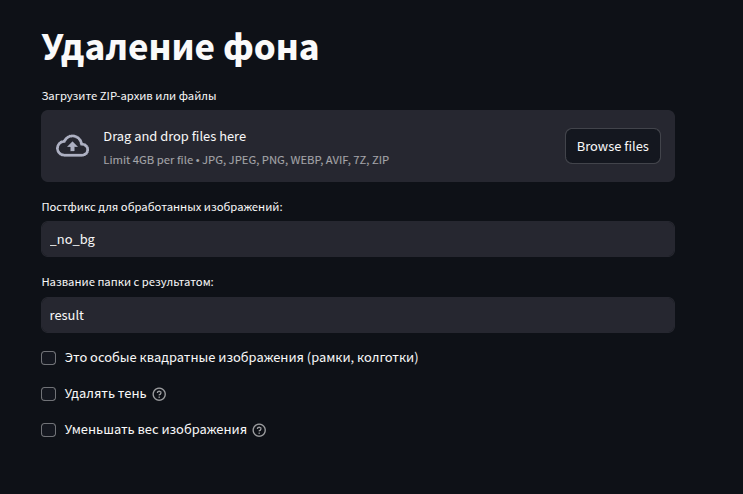 Удаление фона
Загрузите ZIP-архив или файлы
Drag and drop files here
Limit 4GB per file • JPG, JPEG, PNG, WEBP, AVIF, 7Z, ZIP
Browse files
Постфикс для обработанных изображений:
_no_bg
Название папки с результатом:
result
Это особые квадратные изображения (рамки, колготки)
Удалять тень
Уменьшать вес изображения